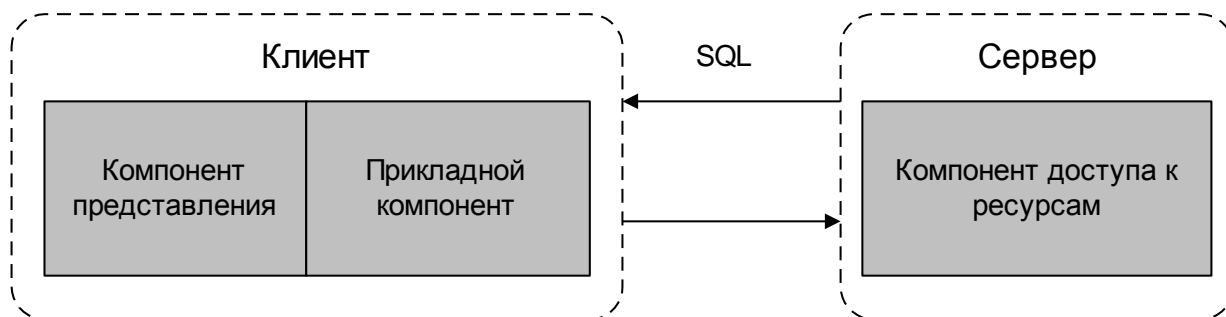 Клиент
SQL
Сервер
Компонент
представления
Прикладной
компонент
Компонент доступа к
ресурсам